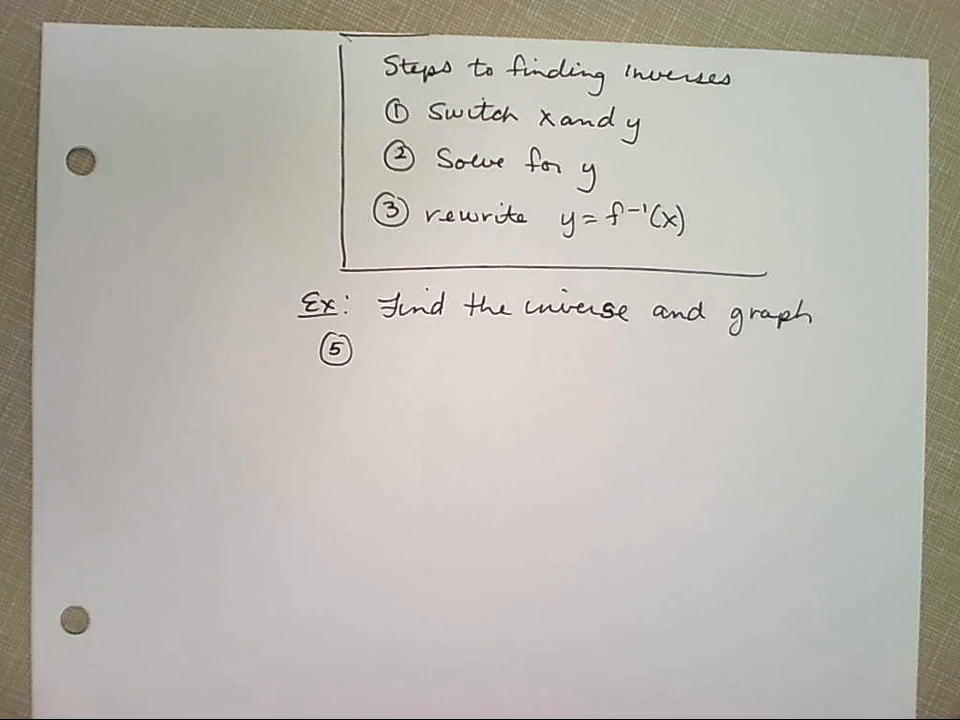 Steps to finding inverses
① Switch x and y
② Solve for y
③ rewrite y = f⁻¹(x)
Ex: Find the inverse and graph
⑤